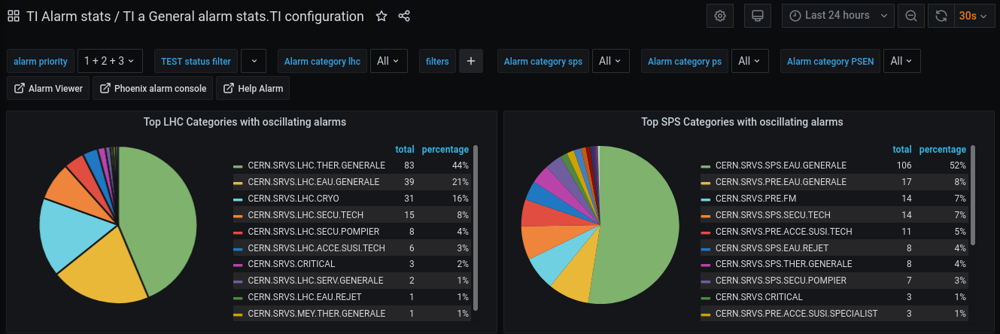 TI Alarm stats / TI a General alarm stats.TI configuration
Last 24 hours
30s
alarm priority 1 + 2 + 3 TEST status filter Alarm category lhc All filters + Alarm category sps All Alarm category ps All Alarm category PSEN All
Alarm Viewer Phoenix alarm console Help Alarm
Top LHC Categories with oscillating alarms
total percentage
CERN.SRVS.LHC.THER.GENERALE 83 44%
CERN.SRVS.LHC.EAU.GENERALE 39 21%
CERN.SRVS.LHC.CRYO 31 16%
CERN.SRVS.LHC.SECU.TECH 15 8%
CERN.SRVS.LHC.SECU.POMPIER 8 4%
CERN.SRVS.LHC.ACCE.SUSI.TECH 6 3%
CERN.SRVS.CRITICAL 3 2%
CERN.SRVS.LHC.SERV.GENERALE 2 1%
CERN.SRVS.LHC.EAU.REJET 1 1%
CERN.SRVS.MEY.THER.GENERALE 1 1%
Top SPS Categories with oscillating alarms
total percentage
CERN.SRVS.SPS.EAU.GENERALE 106 52%
CERN.SRVS.PRE.EAU.GENERALE 17 8%
CERN.SRVS.PRE.FM 14 7%
CERN.SRVS.SPS.SECU.TECH 14 7%
CERN.SRVS.PRE.ACCE.SUSI.TECH 11 5%
CERN.SRVS.SPS.EAU.REJET 8 4%
CERN.SRVS.SPS.THER.GENERALE 8 4%
CERN.SRVS.SPS.SECU.POMPIER 7 3%
CERN.SRVS.CRITICAL 3 1%
CERN.SRVS.PRE.ACCE.SUSI.SPECIALIST 3 1%